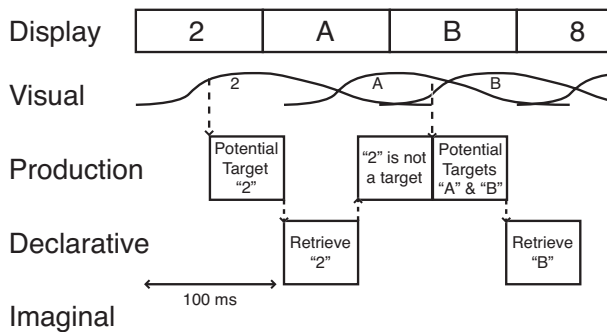 Display 2 A B 8
Visual 2 A B
Production
Potential
Target
“2”
“2” is not
a target
Potential
Targets
“A” & “B”
Declarative
Retrieve
“2”
Retrieve
“B”
100 ms
Imaginal